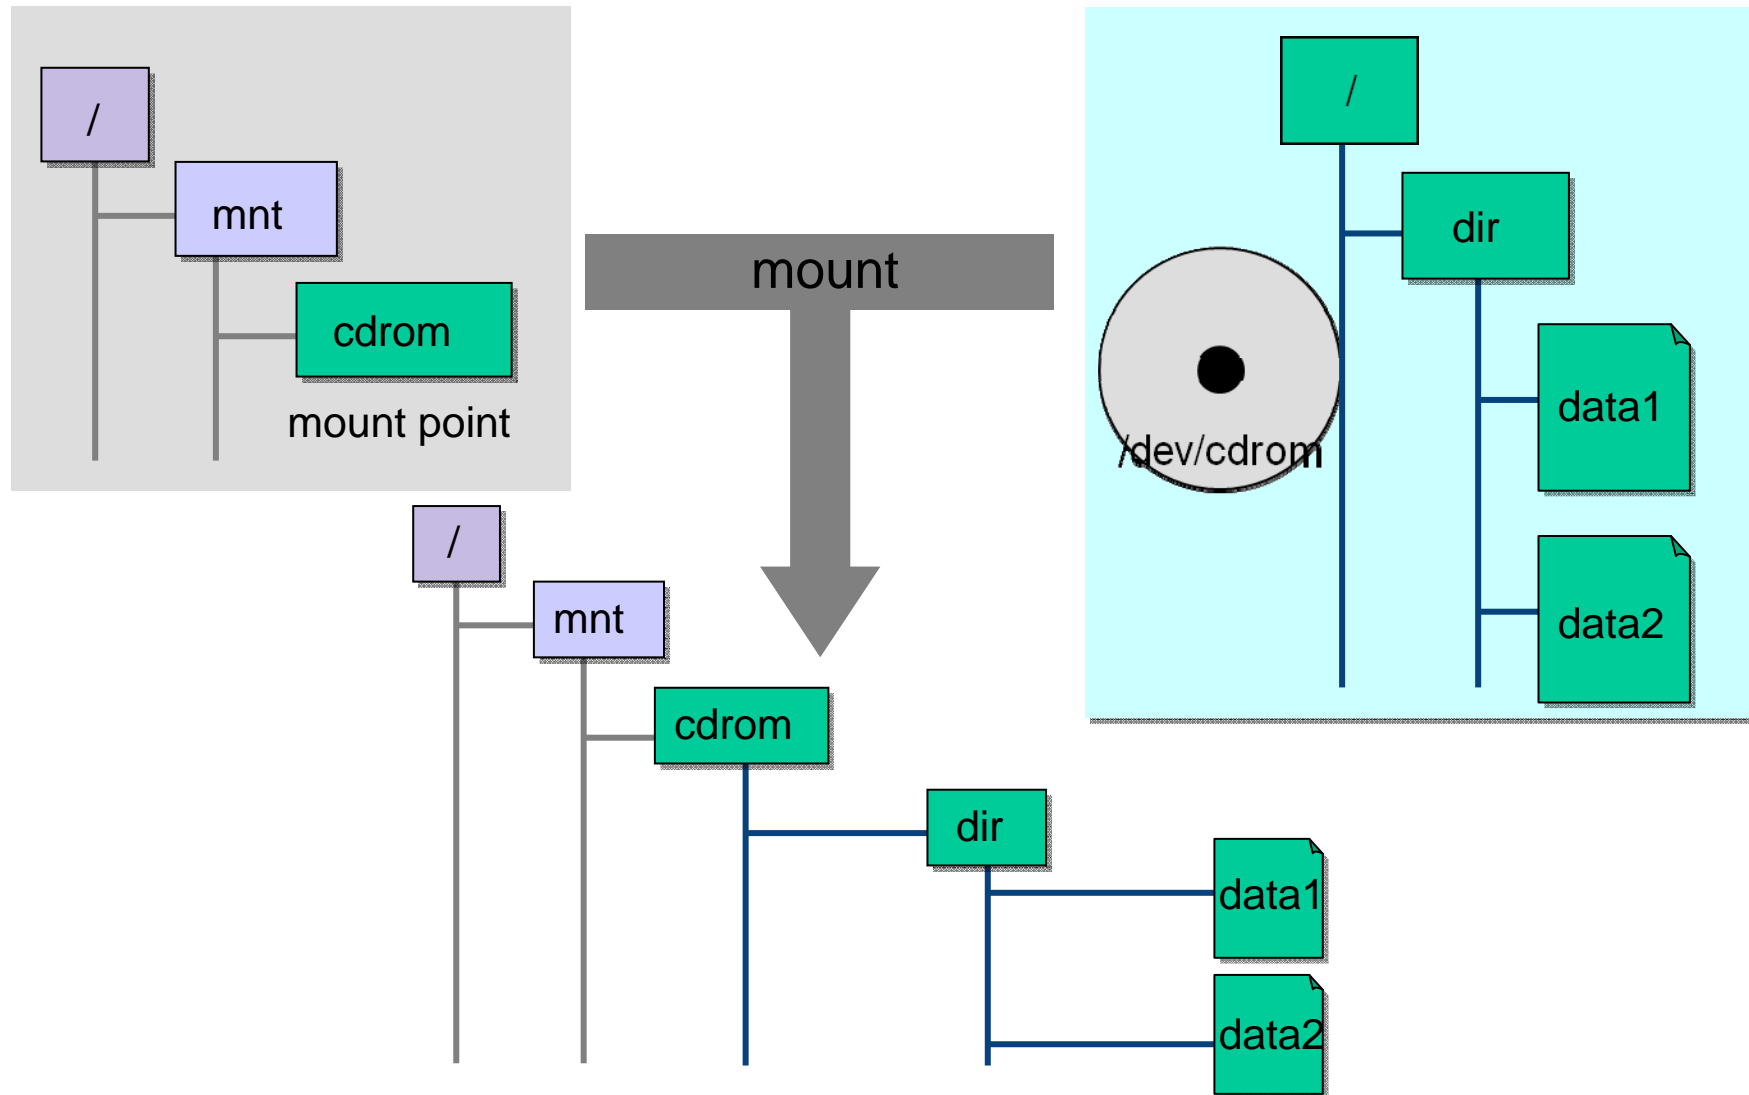 /
mnt
cdrom
mount point
mount
/
dir
/dev/cdrom
data1
data2
/
mnt
cdrom
dir
data1
data2